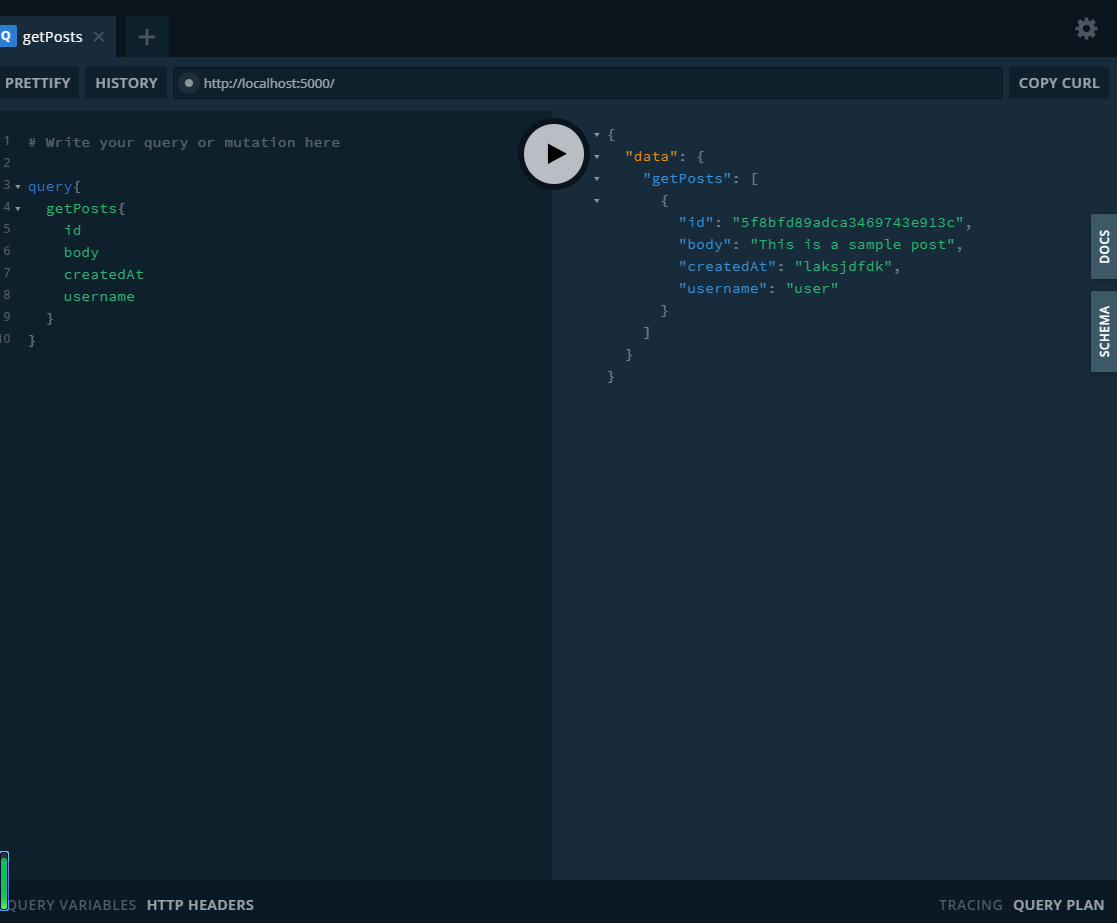 Q getPosts ×
PRETTIFY HISTORY http://localhost:5000/ COPY CURL
1 # Write your query or mutation here
2
3 query{
4 getPosts{
5 id
6 body
7 createdAt
8 username
9 }
10 }
{
"data": {
"getPosts": [
{
"id": "5f8bfd89adca3469743e913c",
"body": "This is a sample post",
"createdAt": "laksjdfdk",
"username": "user"
}
]
}
}
DOCS
SCHEMA
QUERY VARIABLES HTTP HEADERS TRACING QUERY PLAN